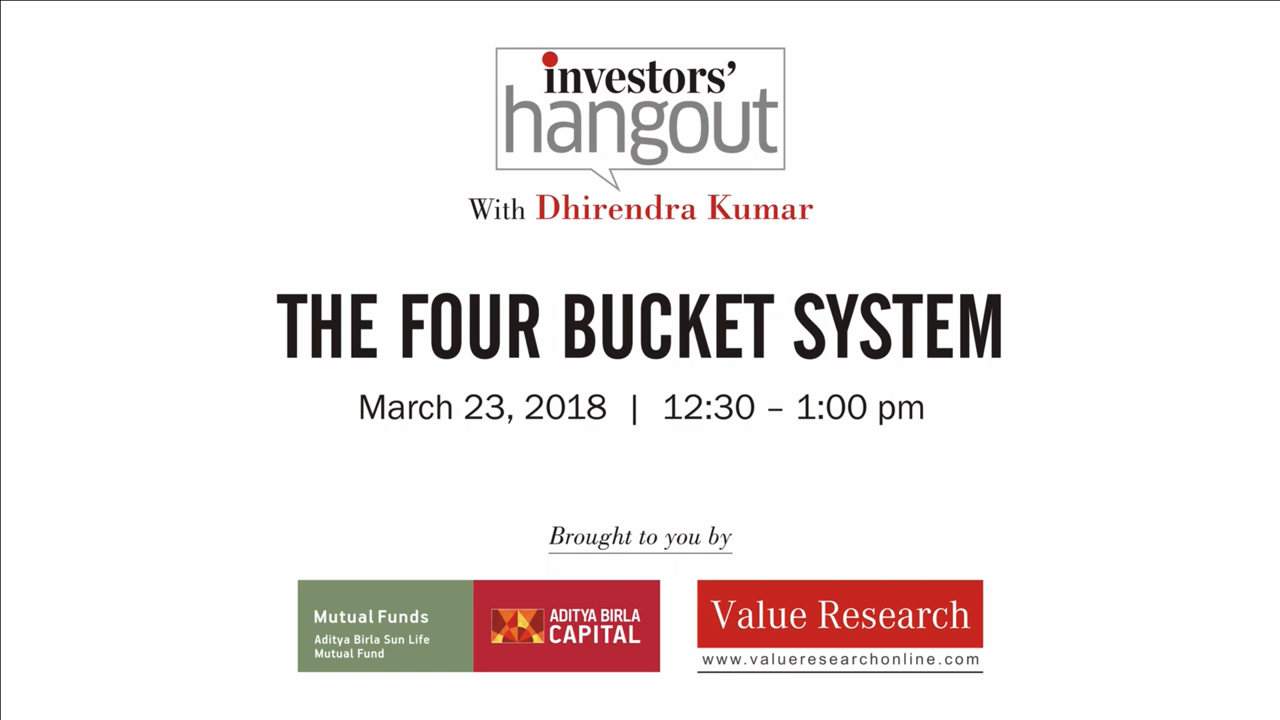 investors’
hangout
With Dhirendra Kumar
THE FOUR BUCKET SYSTEM
March 23, 2018 | 12:30 – 1:00 pm
Brought to you by
Mutual Funds
Aditya Birla Sun Life
Mutual Fund
ADITYA BIRLA
CAPITAL
Value Research
www.valueresearchonline.com